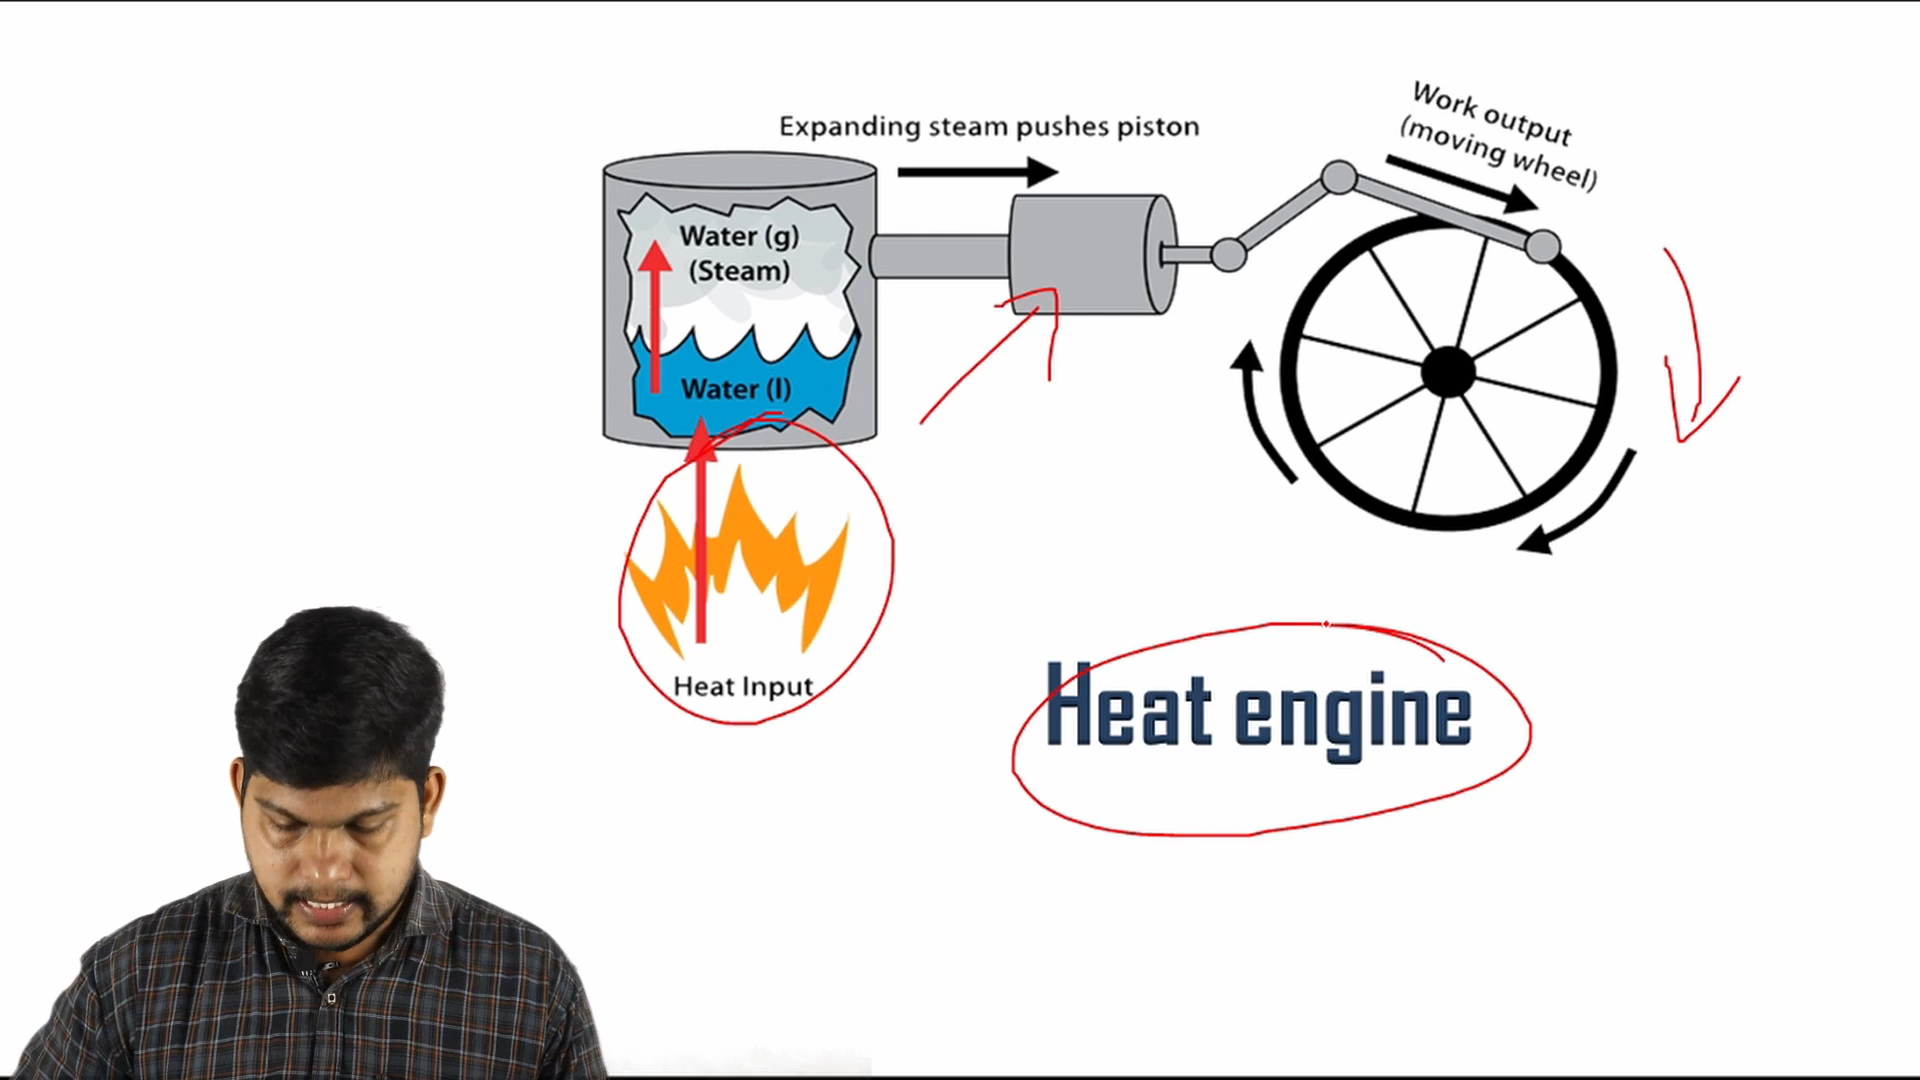 Expanding steam pushes piston
Work output
(moving wheel)
Water (g)
(Steam)
Water (l)
Heat Input
Heat engine